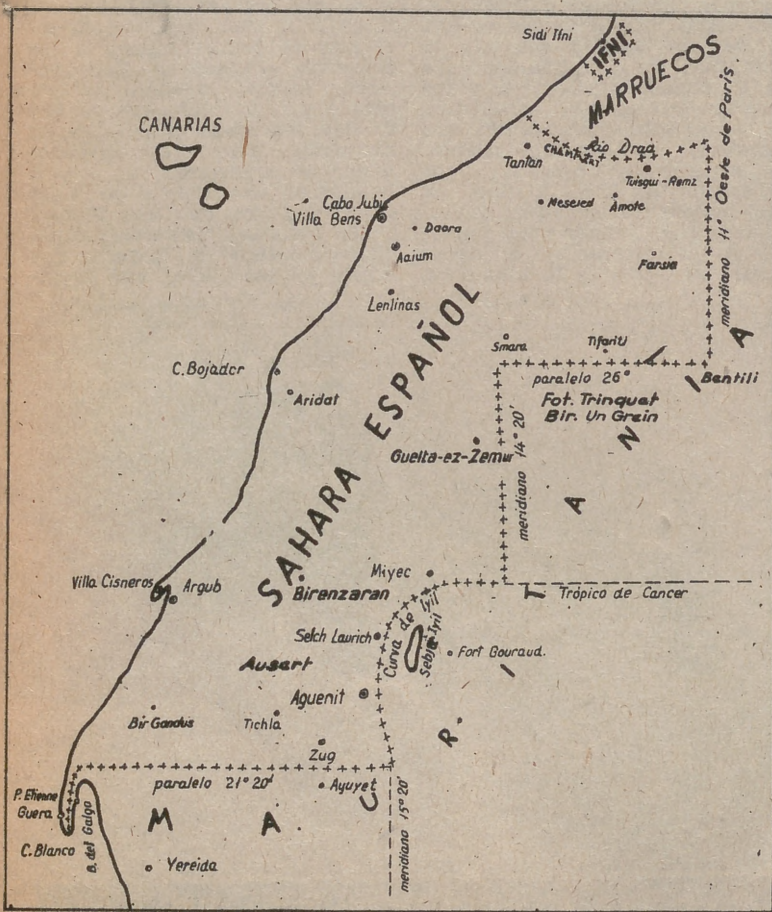 Sidi Ifni
IFNI
MARRUECOS
CANARIAS
Rio Draa
Tantan
Tuisgui-Remz
meridiano 11° Oeste de Paris.
Cabo Jubi
Villa Bens
Meseied
Amote
Daora
Aaium
Farsia
Lenlinas
SAHARA ESPAÑOL
Smara
Tifariti
C. Bojador
paralelo 26°
Bentili
Aridat
Fot. Trinquet
Bir. Un Grein
Guelta-ez-Zemur
meridiano 14° 20'
MAURITANIA
Villa Cisneros
Argub
Miyec
Birenzaran
Trópico de Cancer
Curva de Iyil
Sebja Iyil
Selch Laurich
Fort Gouraud.
Ausert
Aguenit
Bir Gandus
Tichla
Zug
paralelo 21° 20'
Ayuyet
P. Etienne
Guera
B. del Galgo
meridiano 15° 20'
C. Blanco
Yereida